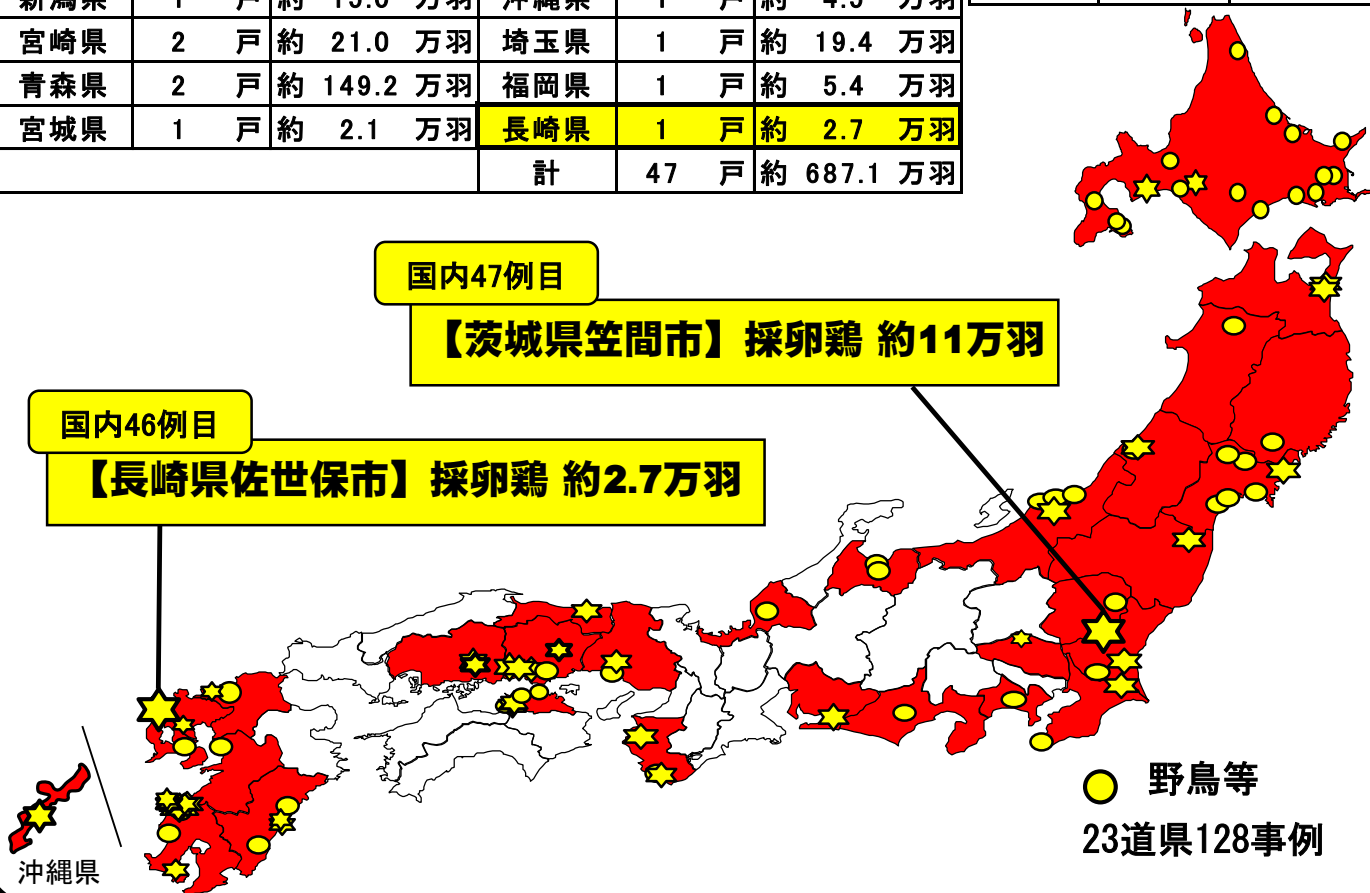 宮崎県 2 戸 約 21.0 万羽 埼玉県 1 戸 約 19.4 万羽
青森県 2 戸 約 149.2 万羽 福岡県 1 戸 約 5.4 万羽
宮城県 1 戸 約 2.1 万羽 長崎県 1 戸 約 2.7 万羽
計 47 戸 約 687.1 万羽
国内47例目
【茨城県笠間市】採卵鶏 約11万羽
国内46例目
【長崎県佐世保市】採卵鶏 約2.7万羽
野鳥等
23道県128事例
沖縄県